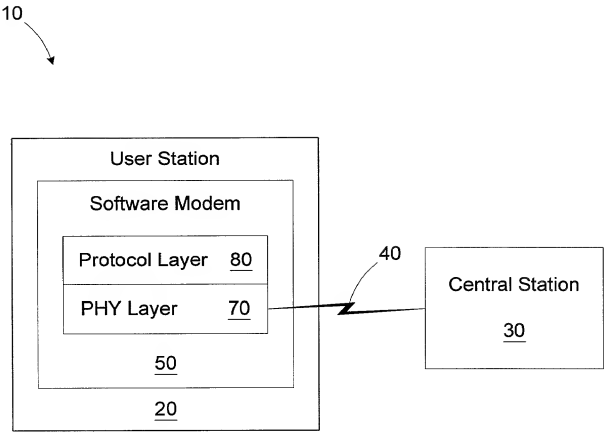 10
User Station
Software Modem
Protocol Layer 80
PHY Layer 70
50
20
40
Central Station
30